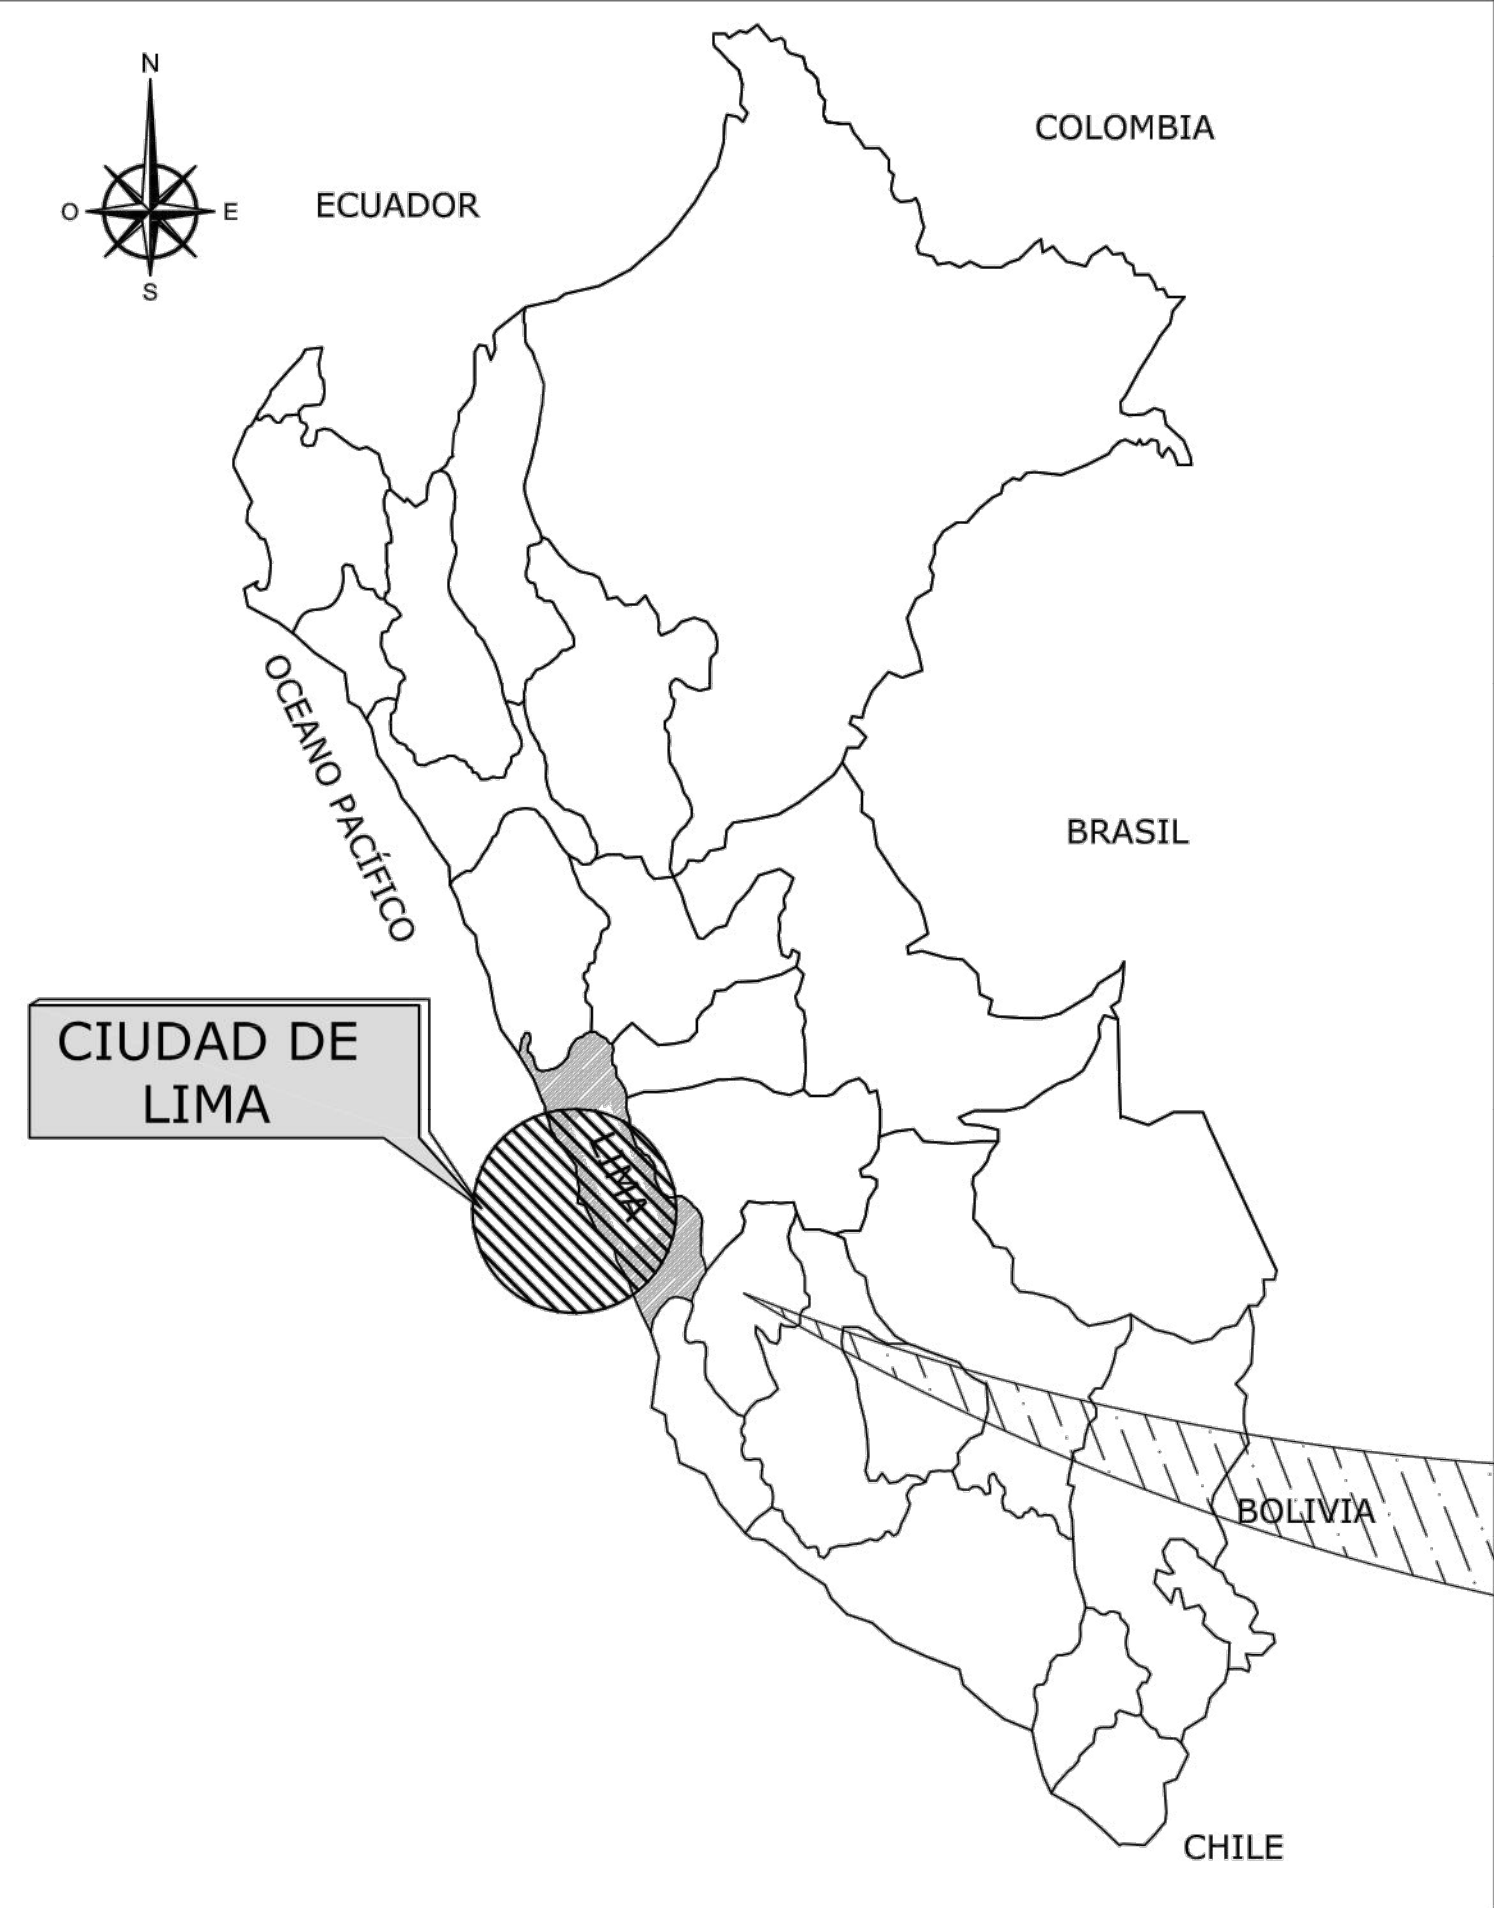 N
COLOMBIA
O
E
ECUADOR
S
OCEANO PACÍFICO
BRASIL
CIUDAD DE
LIMA
LIMA
BOLIVIA
CHILE